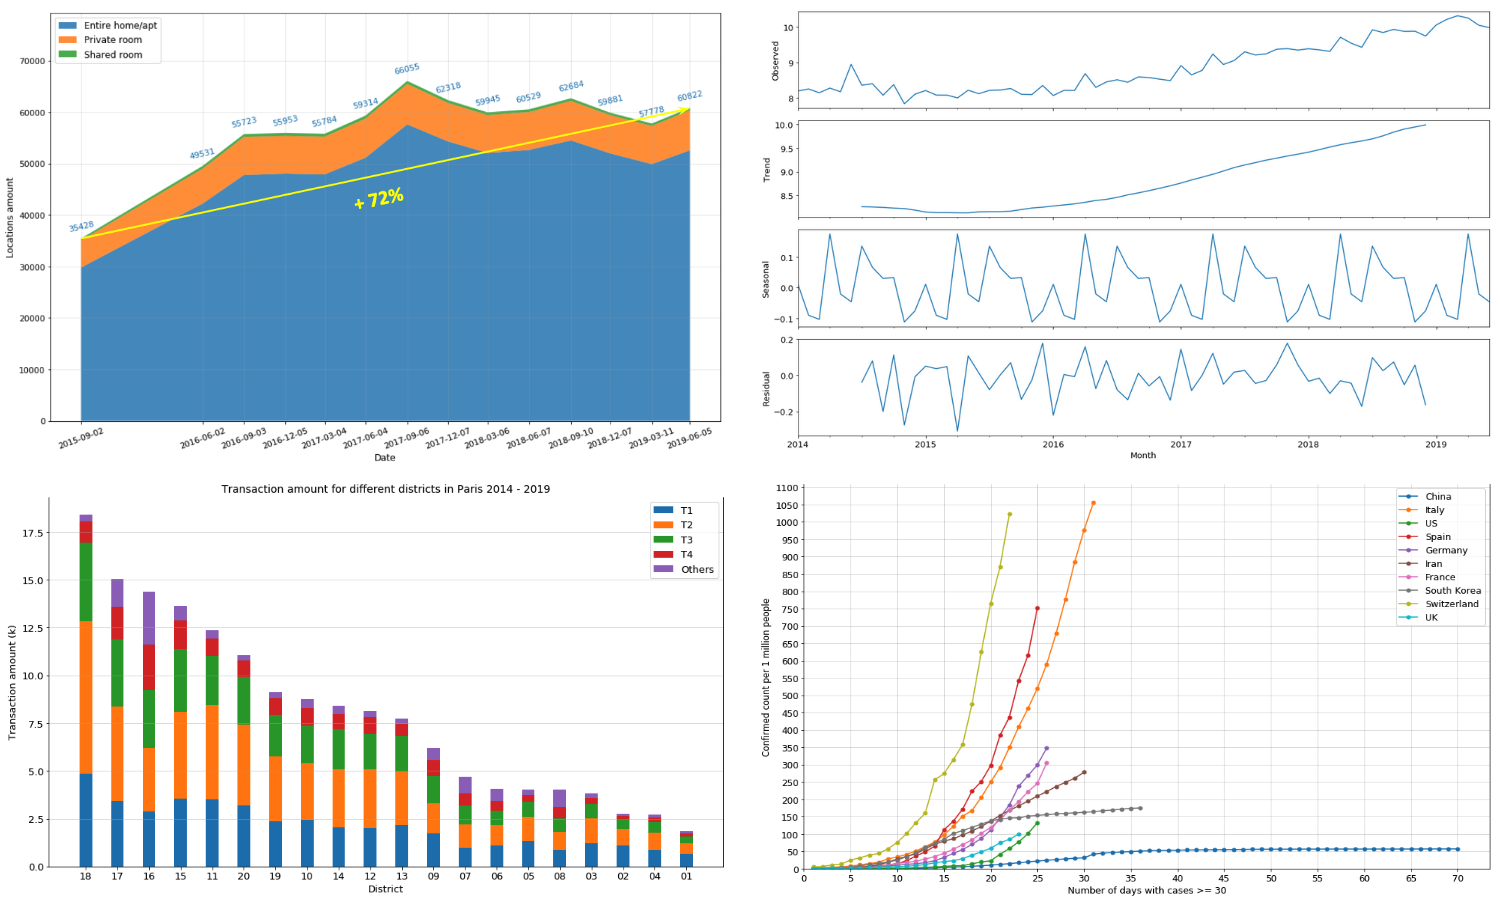 Entire home/apt
Private room
Shared room
70000
60000
50000
40000
30000
20000
10000
0
Locations amount
35428
49531
55723
55953
55784
59314
66055
62318
59945
60529
62684
59881
57778
60822
+ 72%
2015-09-02
2016-06-02
2016-09-03
2016-12-05
2017-03-04
2017-06-04
2017-09-06
2017-12-07
2018-03-06
2018-06-07
2018-09-10
2018-12-07
2019-03-11
2019-06-05
Date
10
9
8
Observed
10.0
9.5
9.0
8.5
Trend
0.1
0.0
−0.1
Seasonal
0.2
0.0
−0.2
Residual
2014 2015 2016 2017 2018 2019
Month
Transaction amount for different districts in Paris 2014 - 2019
T1
T2
T3
T4
Others
17.5
15.0
12.5
10.0
7.5
5.0
2.5
0.0
Transaction amount (k)
18 17 16 15 11 20 19 10 14 12 13 09 07 06 05 08 03 02 04 01
District
1100
1050
1000
950
900
850
800
750
700
650
600
550
500
450
400
350
300
250
200
150
100
50
0
Confirmed count per 1 million people
China
Italy
US
Spain
Germany
Iran
France
South Korea
Switzerland
UK
0 5 10 15 20 25 30 35 40 45 50 55 60 65 70
Number of days with cases >= 30